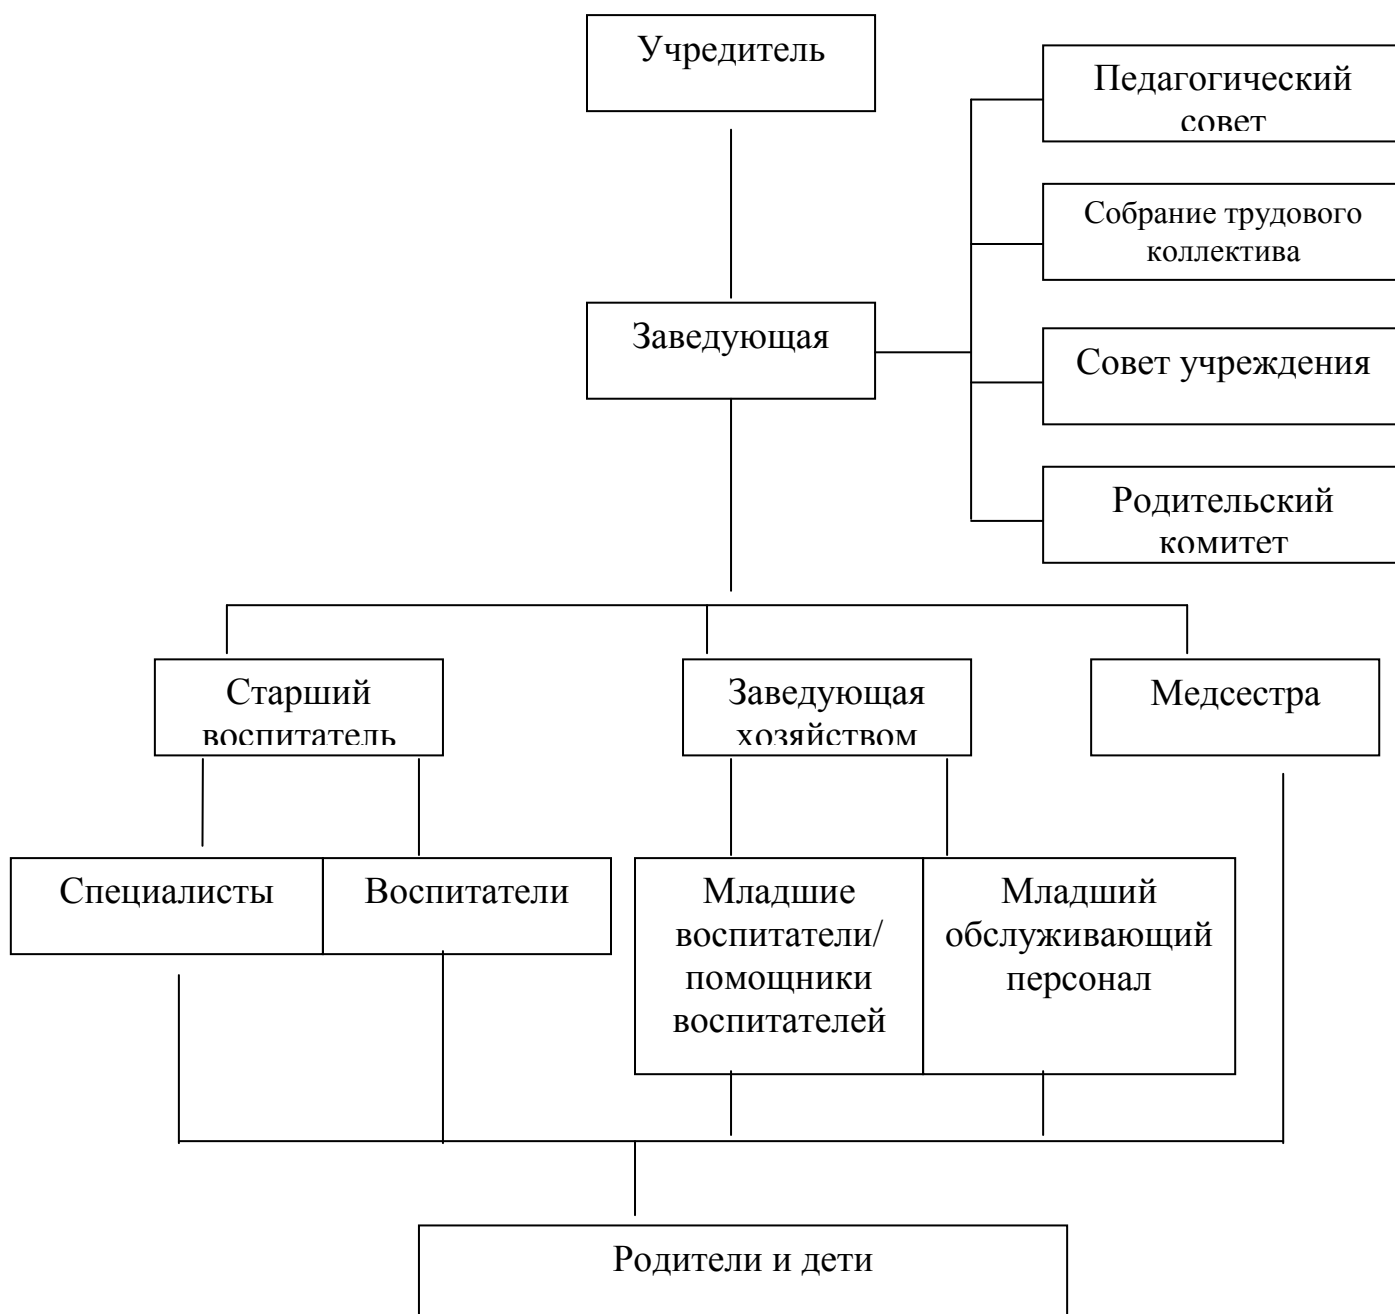 Учредитель
Педагогический
совет
Собрание трудового
коллектива
Заведующая
Совет учреждения
Родительский
комитет
Старший
воспитатель
Заведующая
хозяйством
Медсестра
Специалисты
Воспитатели
Младшие
воспитатели/
помощники
воспитателей
Младший
обслуживающий
персонал
Родители и дети